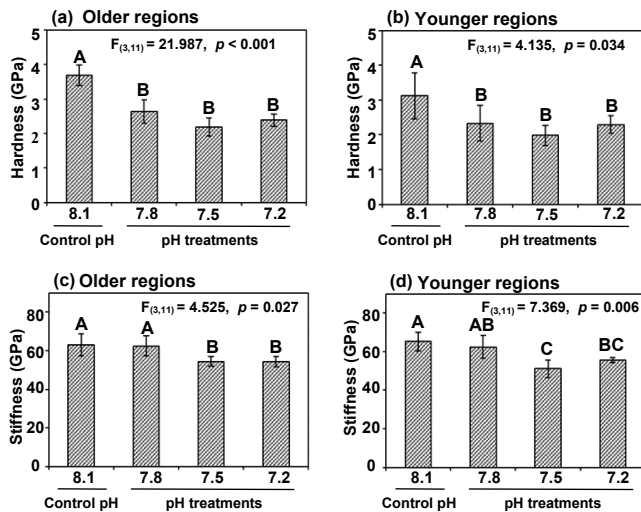 (a) Older regions
F(3,11) = 21.987, p < 0.001
Hardness (GPa)
5
4
3
2
1
0
A
B
B
B
8.1
7.8
7.5
7.2
Control pH
pH treatments
(b) Younger regions
F(3,11) = 4.135, p = 0.034
Hardness (GPa)
5
4
3
2
1
0
A
B
B
B
8.1
7.8
7.5
7.2
Control pH
pH treatments
(c) Older regions
F(3,11) = 4.525, p = 0.027
Stiffness (GPa)
80
60
40
20
0
A
A
B
B
8.1
7.8
7.5
7.2
Control pH
pH treatments
(d) Younger regions
F(3,11) = 7.369, p = 0.006
Stiffness (GPa)
80
60
40
20
0
A
AB
C
BC
8.1
7.8
7.5
7.2
Control pH
pH treatments